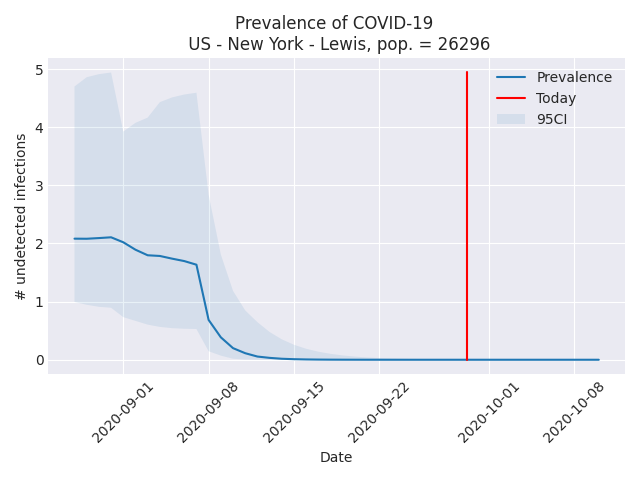 Prevalence of COVID-19
US - New York - Lewis, pop. = 26296
Prevalence
Today
95CI
# undetected infections
5
4
3
2
1
0
2020-09-01
2020-09-08
2020-09-15
2020-09-22
2020-10-01
2020-10-08
Date